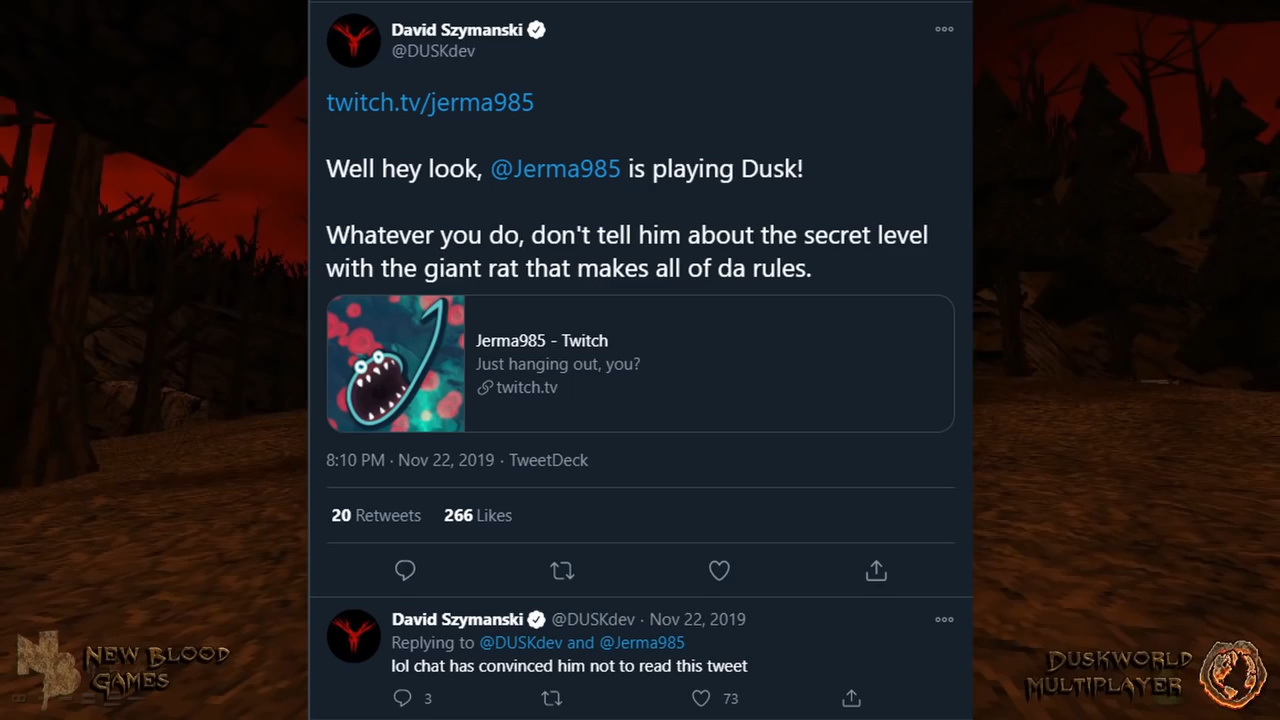 David Szymanski
@DUSKdev
twitch.tv/jerma985
Well hey look, @Jerma985 is playing Dusk!
Whatever you do, don't tell him about the secret level
with the giant rat that makes all of da rules.
Jerma985 - Twitch
Just hanging out, you?
twitch.tv
8:10 PM · Nov 22, 2019 · TweetDeck
20 Retweets 266 Likes
David Szymanski @DUSKdev · Nov 22, 2019
Replying to @DUSKdev and @Jerma985
lol chat has convinced him not to read this tweet
3 73
NB
New Blood
Games
Duskworld
Multiplayer